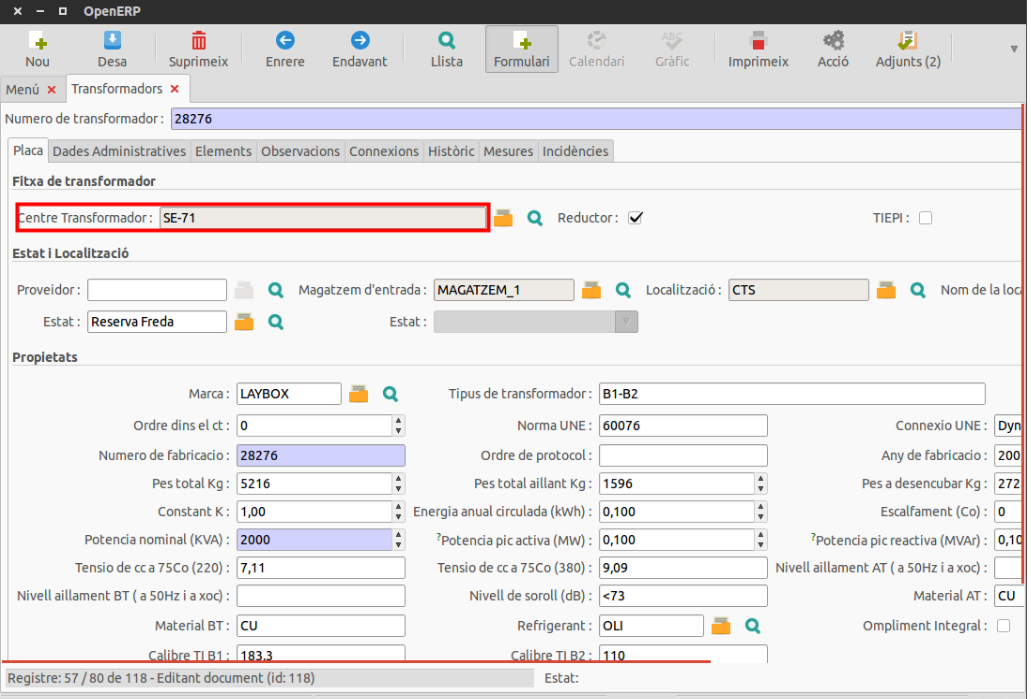 OpenERP
Nou Desa Suprimeix Enrere Endavant Llista Formulari Calendari Gràfic Imprimeix Acció Adjunts (2)
Menú Transformadors
Numero de transformador : 28276
Placa Dades Administratives Elements Observacions Connexions Històric Mesures Incidències
Fitxa de transformador
Centre Transformador : SE-71 Reductor : TIEPI :
Estat i Localització
Proveidor : Magatzem d'entrada : MAGATZEM_1 Localització : CTS Nom de la loca
Estat : Reserva Freda Estat :
Propietats
Marca : LAYBOX Tipus de transformador : B1-B2
Ordre dins el ct : 0 Norma UNE : 60076 Connexio UNE : Dyn
Numero de fabricacio : 28276 Ordre de protocol : Any de fabricacio : 200
Pes total Kg : 5216 Pes total aillant Kg : 1596 Pes a desencubar Kg : 272
Constant K : 1,00 Energia anual circulada (kWh) : 0,100 Escalfament (Co) : 0
Potencia nominal (KVA) : 2000 ?Potencia pic activa (MW) : 0,100 ?Potencia pic reactiva (MVAr) : 0,10
Tensio de cc a 75Co (220) : 7,11 Tensio de cc a 75Co (380) : 9,09 Nivell aillament AT ( a 50Hz i a xoc) :
Nivell aillament BT ( a 50Hz i a xoc) : Nivell de soroll (dB) : <73 Material AT : CU
Material BT : CU Refrigerant : OLI Ompliment Integral :
Calibre TI B1 : 183,3 Calibre TI B2 : 110
Registre: 57 / 80 de 118 - Editant document (id: 118) Estat: